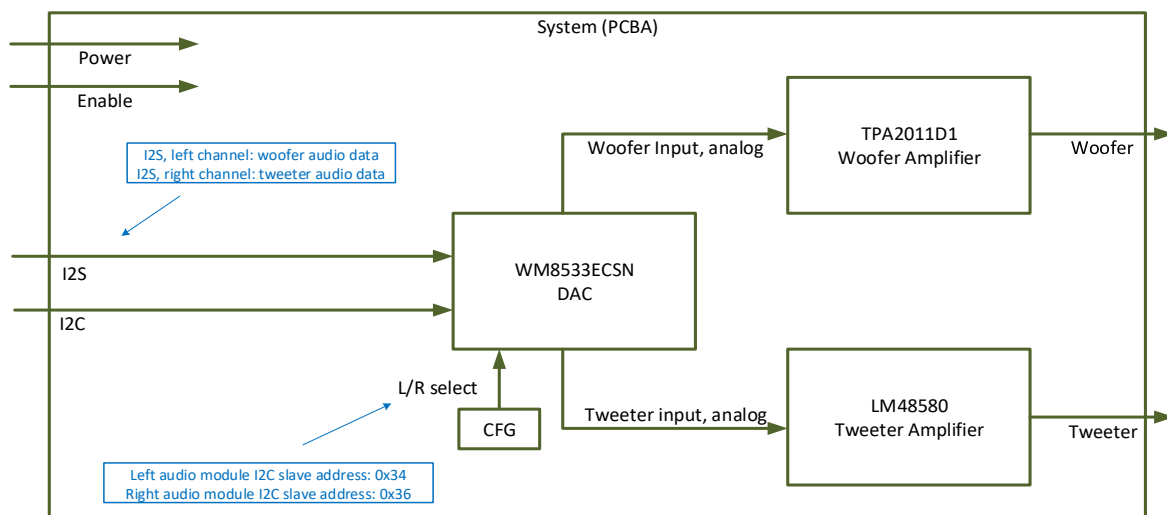 System (PCBA)
Power
Enable
I2S, left channel: woofer audio data
I2S, right channel: tweeter audio data
Woofer Input, analog
TPA2011D1
Woofer Amplifier
Woofer
I2S
WM8533ECSN
DAC
I2C
L/R select
CFG
Tweeter input, analog
LM48580
Tweeter Amplifier
Tweeter
Left audio module I2C slave address: 0x34
Right audio module I2C slave address: 0x36